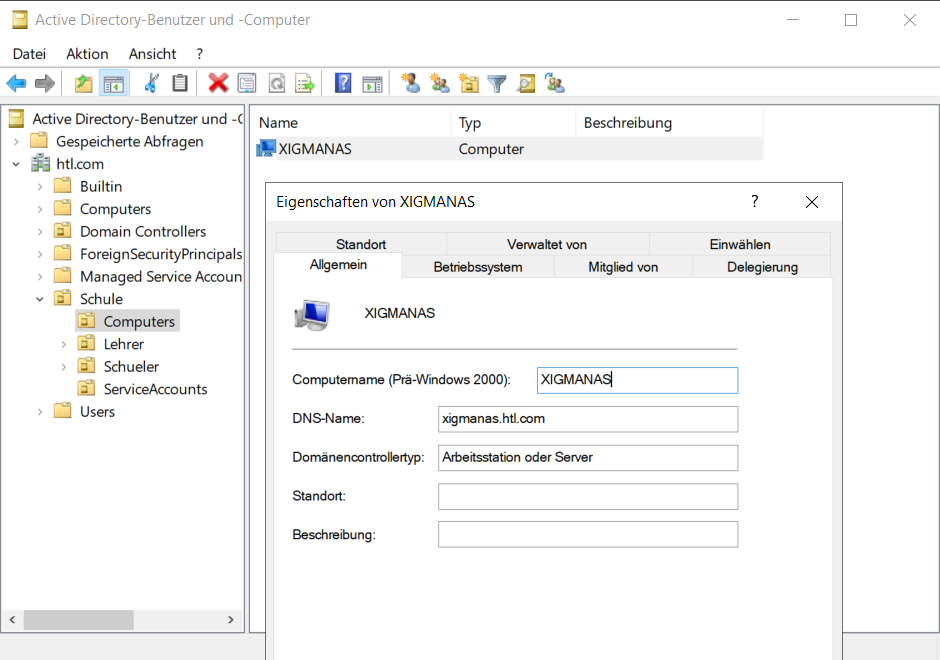 Active Directory-Benutzer und -Computer
Datei Aktion Ansicht ?
Active Directory-Benutzer und -C
Gespeicherte Abfragen
htl.com
Builtin
Computers
Domain Controllers
ForeignSecurityPrincipals
Managed Service Accoun
Schule
Computers
Lehrer
Schueler
ServiceAccounts
Users
Name Typ Beschreibung
XIGMANAS Computer
Eigenschaften von XIGMANAS ?
Standort Verwaltet von Einwählen
Allgemein Betriebssystem Mitglied von Delegierung
XIGMANAS
Computername (Prä-Windows 2000): XIGMANAS
DNS-Name: xigmanas.htl.com
Domänencontrollertyp: Arbeitsstation oder Server
Standort:
Beschreibung: